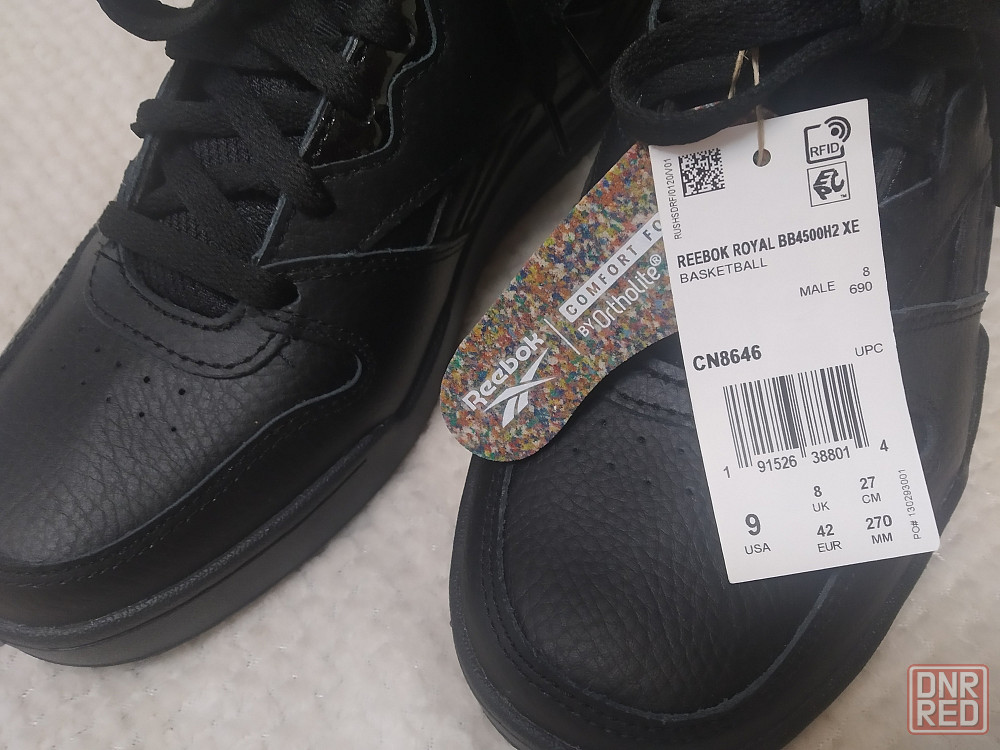 RFID
RUSHSDRF/0120/V01
REEBOK ROYAL BB4500H2 XE
BASKETBALL
MALE 8
690
CN8646
UPC
1 91526 38801 4
9
USA
8
UK
27
CM
42
EUR
270
MM
PO# 130293001
Reebok
COMFORT FO
BY OrthoLite®
DNR
RED